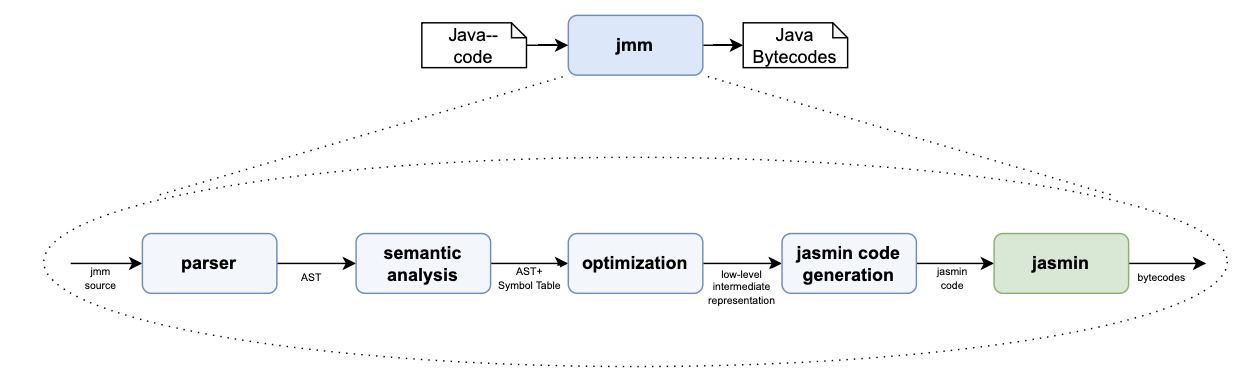 Java--
code
jmm
Java
Bytecodes
jmm
source
parser
AST
semantic
analysis
AST+
Symbol Table
optimization
low-level
intermediate
representation
jasmin code
generation
jasmin
code
jasmin
bytecodes